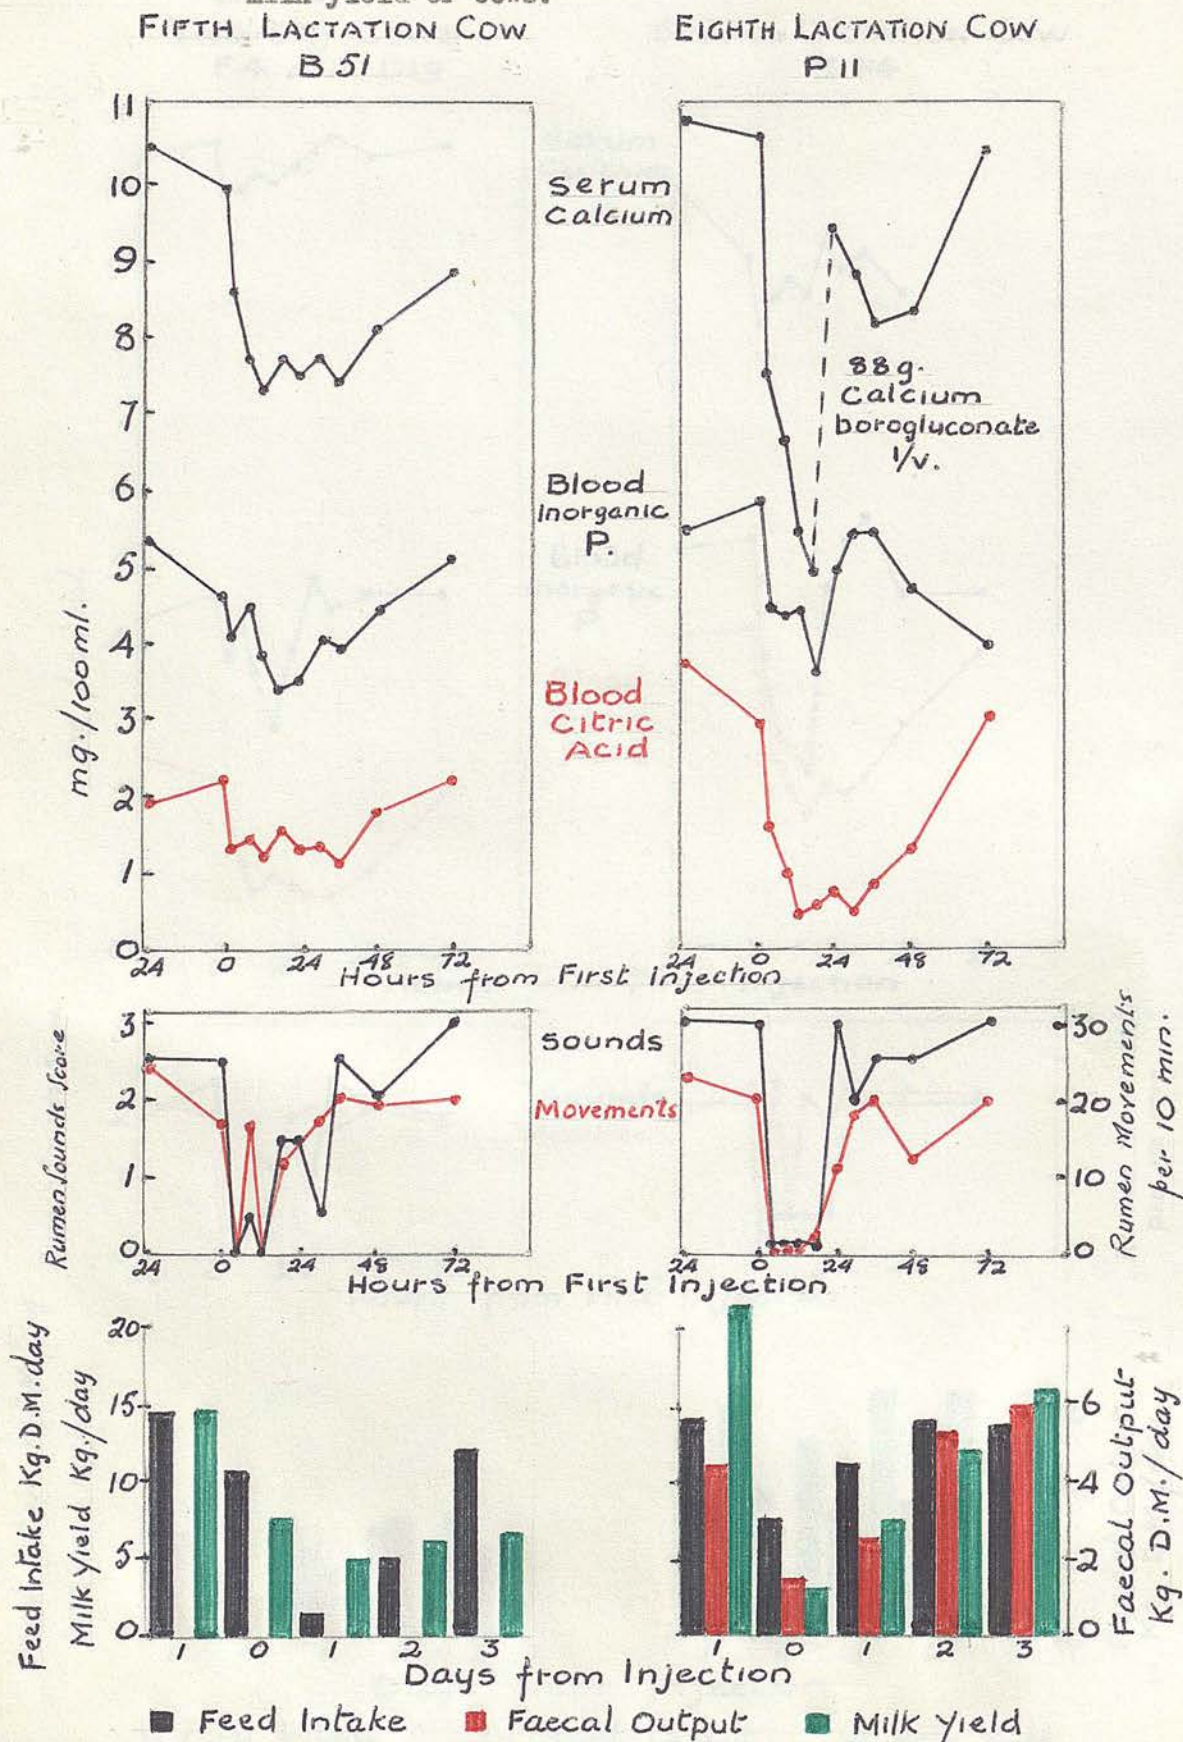 Milk yield of cows.
FIFTH LACTATION COW
B 51
EIGHTH LACTATION COW
P 11
11
10
9
8
7
6
5
4
3
2
1
0
mg./100ml.
Serum
Calcium
Blood
Inorganic
P.
Blood
Citric
Acid
88g.
Calcium
borogluconate
1/v.
24 0 24 48 72
24 0 24 48 72
Hours from First Injection
Rumen Sounds Score
3
2
1
0
Sounds
Movements
30
20
10
0
Rumen Movements
per 10 min.
24 0 24 48 72
24 0 24 48 72
Hours from First Injection
Feed Intake Kg.D.M.day
Milk Yield Kg./day
20
15
10
5
0
6
4
2
0
Faecal Output
Kg. D.M./day
1 0 1 2 3
1 0 1 2 3
Days from Injection
Feed Intake Faecal Output Milk Yield